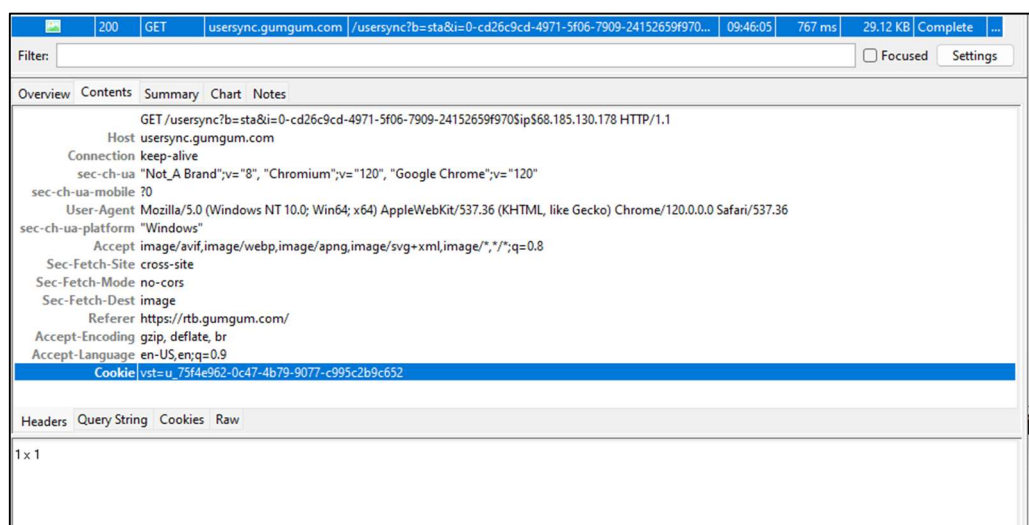 200 GET usersync.gumgum.com /usersync?b=sta&i=0-cd26c9cd-4971-5f06-7909-24152659f970... 09:46:05 767 ms 29.12 KB Complete ...
Filter: Focused Settings
Overview Contents Summary Chart Notes
GET /usersync?b=sta&i=0-cd26c9cd-4971-5f06-7909-24152659f970$ip$68.185.130.178 HTTP/1.1
Host usersync.gumgum.com
Connection keep-alive
sec-ch-ua "Not_A Brand";v="8", "Chromium";v="120", "Google Chrome";v="120"
sec-ch-ua-mobile ?0
User-Agent Mozilla/5.0 (Windows NT 10.0; Win64; x64) AppleWebKit/537.36 (KHTML, like Gecko) Chrome/120.0.0.0 Safari/537.36
sec-ch-ua-platform "Windows"
Accept image/avif,image/webp,image/apng,image/svg+xml,image/*,*/*;q=0.8
Sec-Fetch-Site cross-site
Sec-Fetch-Mode no-cors
Sec-Fetch-Dest image
Referer https://rtb.gumgum.com/
Accept-Encoding gzip, deflate, br
Accept-Language en-US,en;q=0.9
Cookie vst=u_75f4e962-0c47-4b79-9077-c995c2b9c652
Headers Query String Cookies Raw
1 x 1